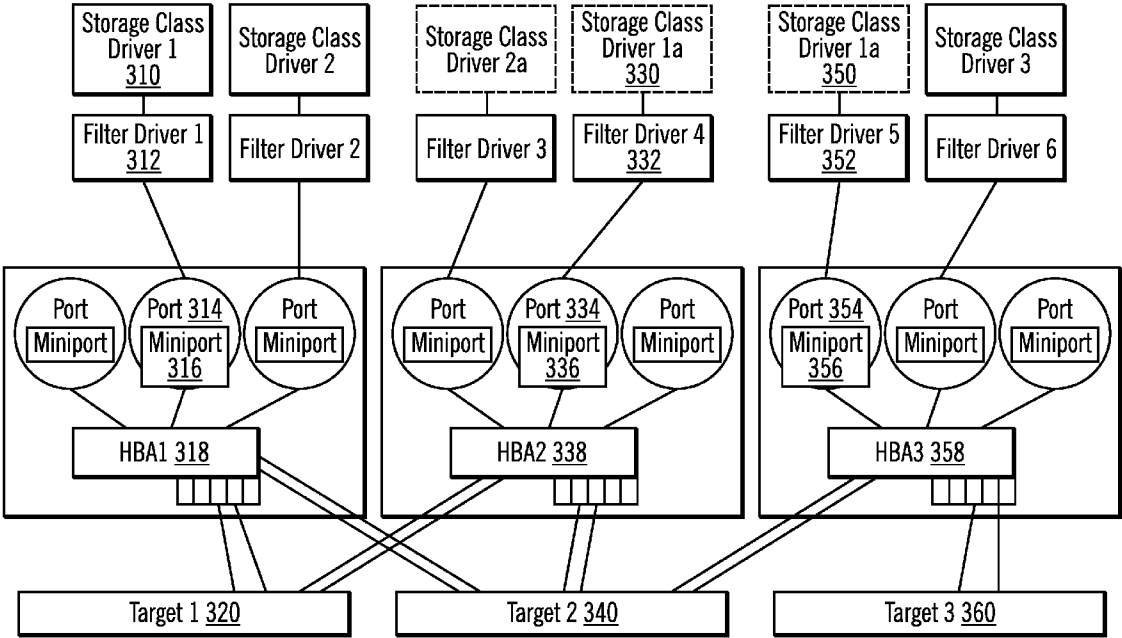 Storage Class
Driver 1
310
Storage Class
Driver 2
Storage Class
Driver 2a
Storage Class
Driver 1a
330
Storage Class
Driver 1a
350
Storage Class
Driver 3
Filter Driver 1
312
Filter Driver 2
Filter Driver 3
Filter Driver 4
332
Filter Driver 5
352
Filter Driver 6
Port
Miniport
Port 314
Miniport
316
Port
Miniport
Port
Miniport
Port 334
Miniport
336
Port
Miniport
Port 354
Miniport
356
Port
Miniport
Port
Miniport
HBA1 318
HBA2 338
HBA3 358
Target 1 320
Target 2 340
Target 3 360